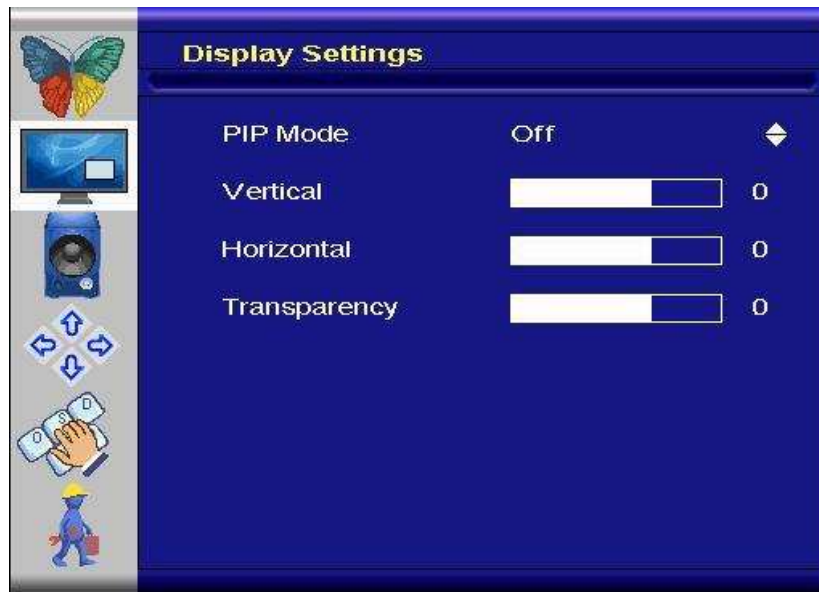 Display Settings
PIP Mode Off
Vertical 0
Horizontal 0
Transparency 0
O S D